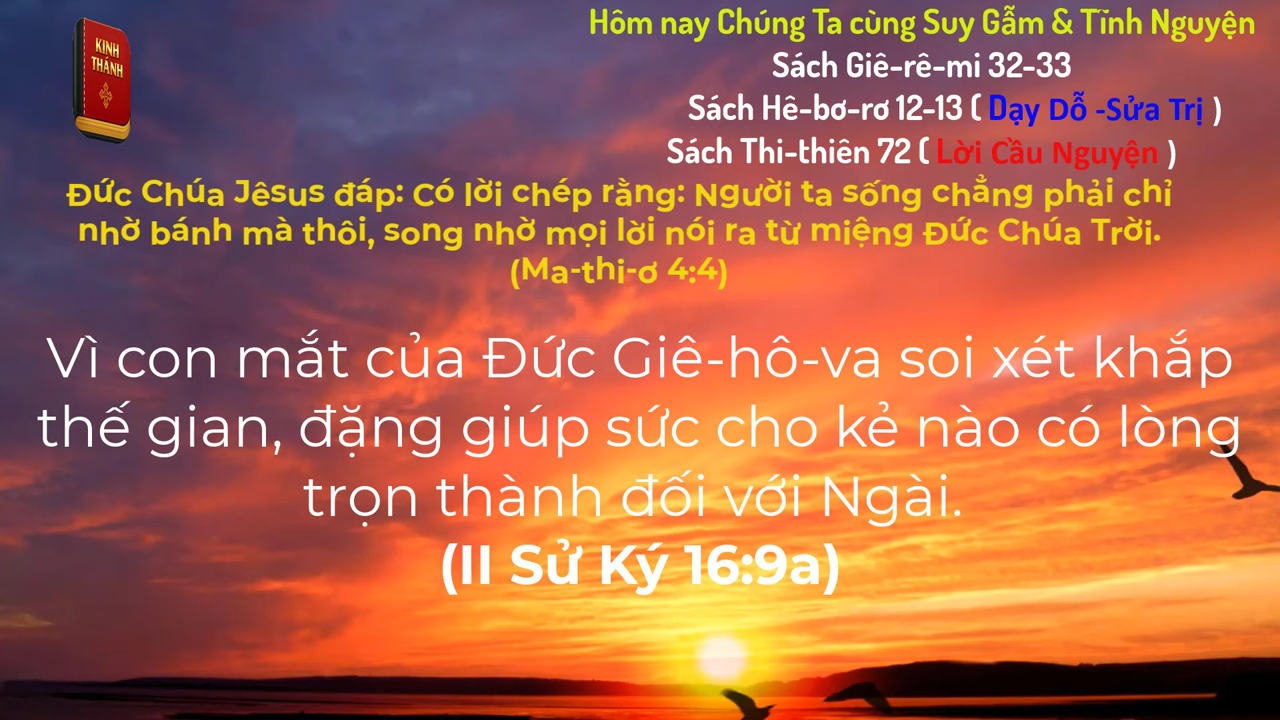 KINH
THÁNH
Hôm nay Chúng Ta cùng Suy Gẫm & Tĩnh Nguyện
Sách Giê-rê-mi 32-33
Sách Hê-bơ-rơ 12-13 ( Dạy Dỗ -Sửa Trị )
Sách Thi-thiên 72 ( Lời Cầu Nguyện )
Đức Chúa Jêsus đáp: Có lời chép rằng: Người ta sống chẳng phải chỉ
nhờ bánh mà thôi, song nhờ mọi lời nói ra từ miệng Đức Chúa Trời.
(Ma-thi-ơ 4:4)
Vì con mắt của Đức Giê-hô-va soi xét khắp
thế gian, đặng giúp sức cho kẻ nào có lòng
trọn thành đối với Ngài.
(II Sử Ký 16:9a)